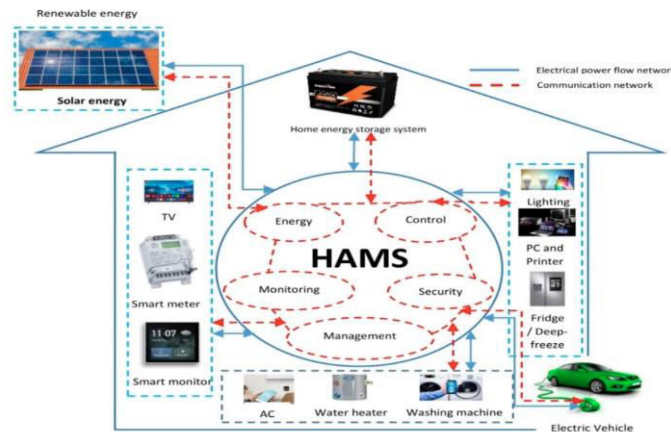 Renewable energy
Solar energy
Electrical power flow networ
Communication network
Home energy storage system
TV
Smart meter
11 07
Smart monitor
Energy
Control
HAMS
Monitoring
Security
Management
Lighting
PC and
Printer
Fridge
/ Deep-
freeze
AC
Water heater
Washing machine
Electric Vehicle